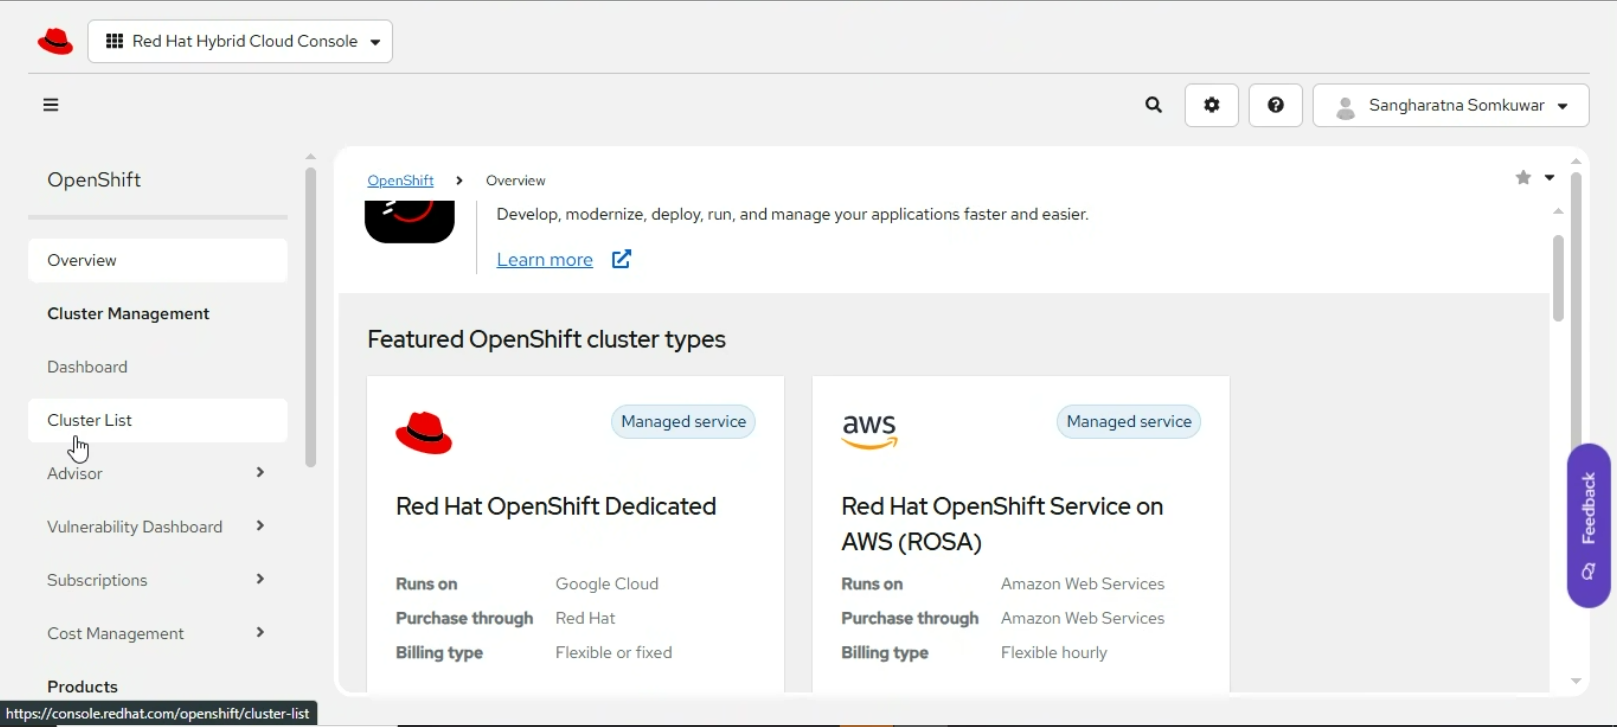 Red Hat Hybrid Cloud Console
Sangharatna Somkuwar
OpenShift
Overview
Cluster Management
Dashboard
Cluster List
Advisor
Vulnerability Dashboard
Subscriptions
Cost Management
Products
OpenShift Overview
Develop, modernize, deploy, run, and manage your applications faster and easier.
Learn more
Featured OpenShift cluster types
Managed service
Red Hat OpenShift Dedicated
Runs on Google Cloud
Purchase through Red Hat
Billing type Flexible or fixed
aws
Managed service
Red Hat OpenShift Service on
AWS (ROSA)
Runs on Amazon Web Services
Purchase through Amazon Web Services
Billing type Flexible hourly
Feedback
https://console.redhat.com/openshift/cluster-list